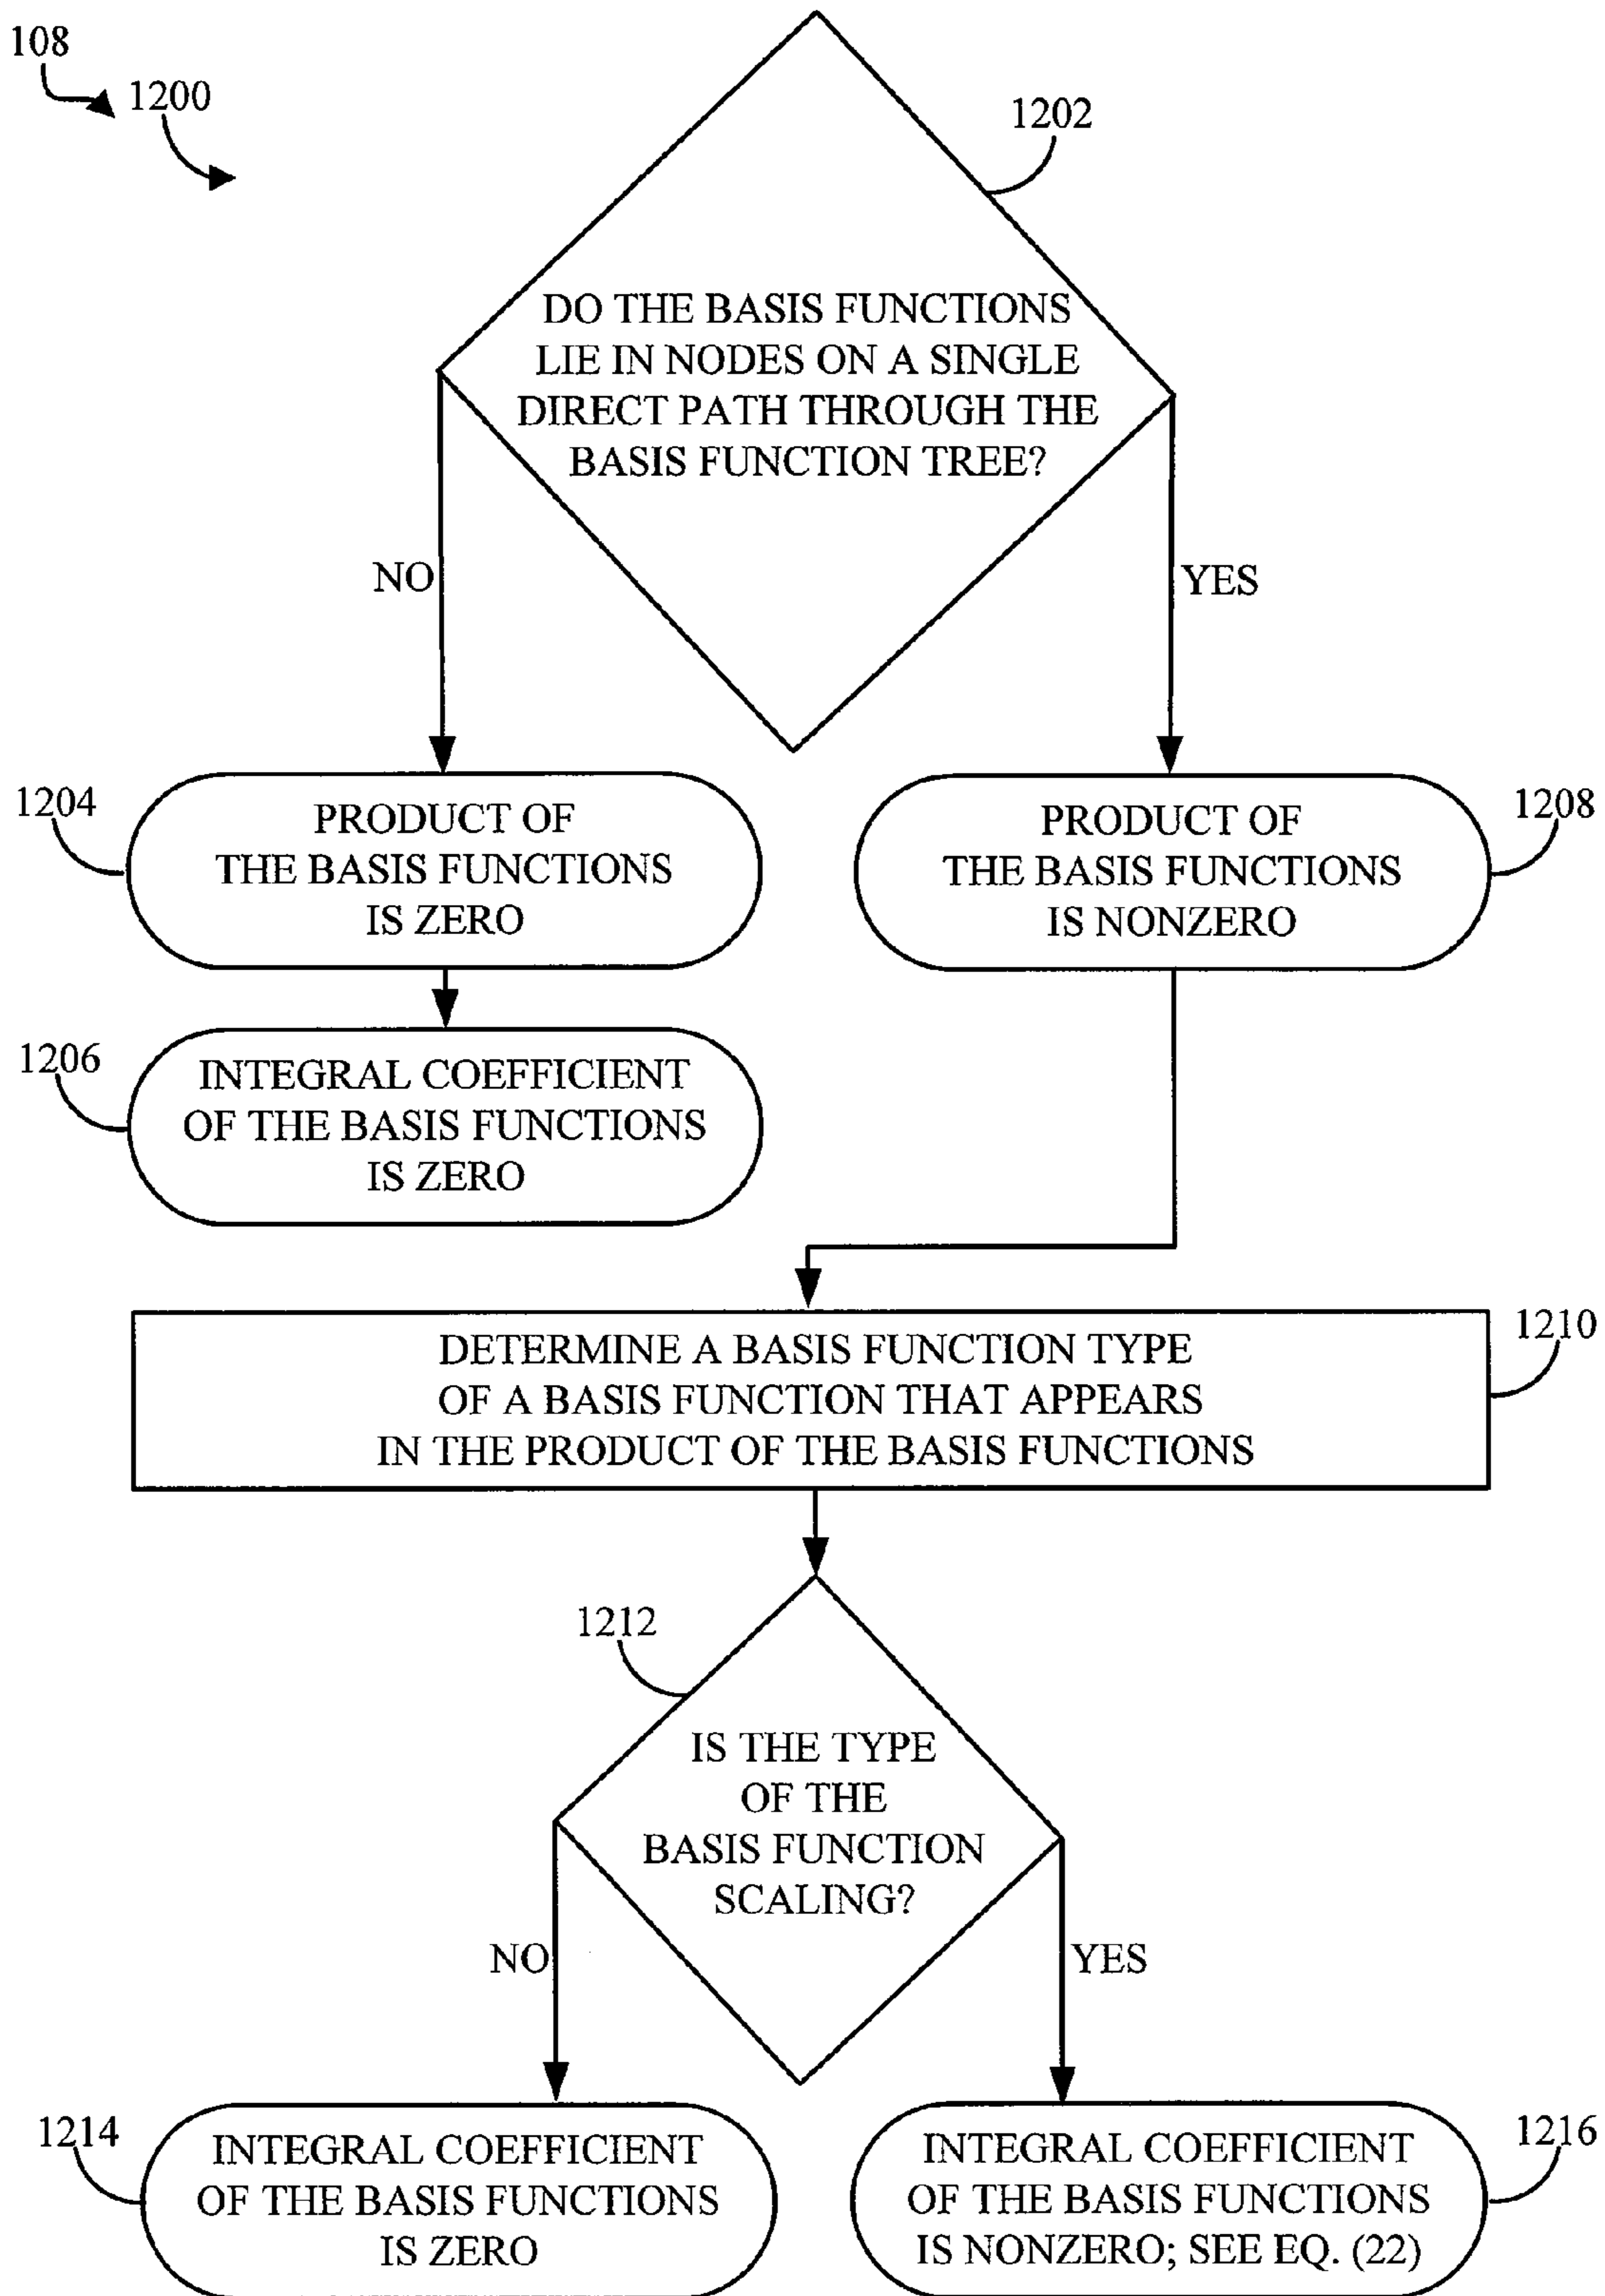 108
1200
1202
DO THE BASIS FUNCTIONS
LIE IN NODES ON A SINGLE
DIRECT PATH THROUGH THE
BASIS FUNCTION TREE?
NO
YES
1204
PRODUCT OF
THE BASIS FUNCTIONS
IS ZERO
1208
PRODUCT OF
THE BASIS FUNCTIONS
IS NONZERO
1206
INTEGRAL COEFFICIENT
OF THE BASIS FUNCTIONS
IS ZERO
1210
DETERMINE A BASIS FUNCTION TYPE
OF A BASIS FUNCTION THAT APPEARS
IN THE PRODUCT OF THE BASIS FUNCTIONS
1212
IS THE TYPE
OF THE
BASIS FUNCTION
SCALING?
NO
YES
1214
INTEGRAL COEFFICIENT
OF THE BASIS FUNCTIONS
IS ZERO
1216
INTEGRAL COEFFICIENT
OF THE BASIS FUNCTIONS
IS NONZERO; SEE EQ. (22)